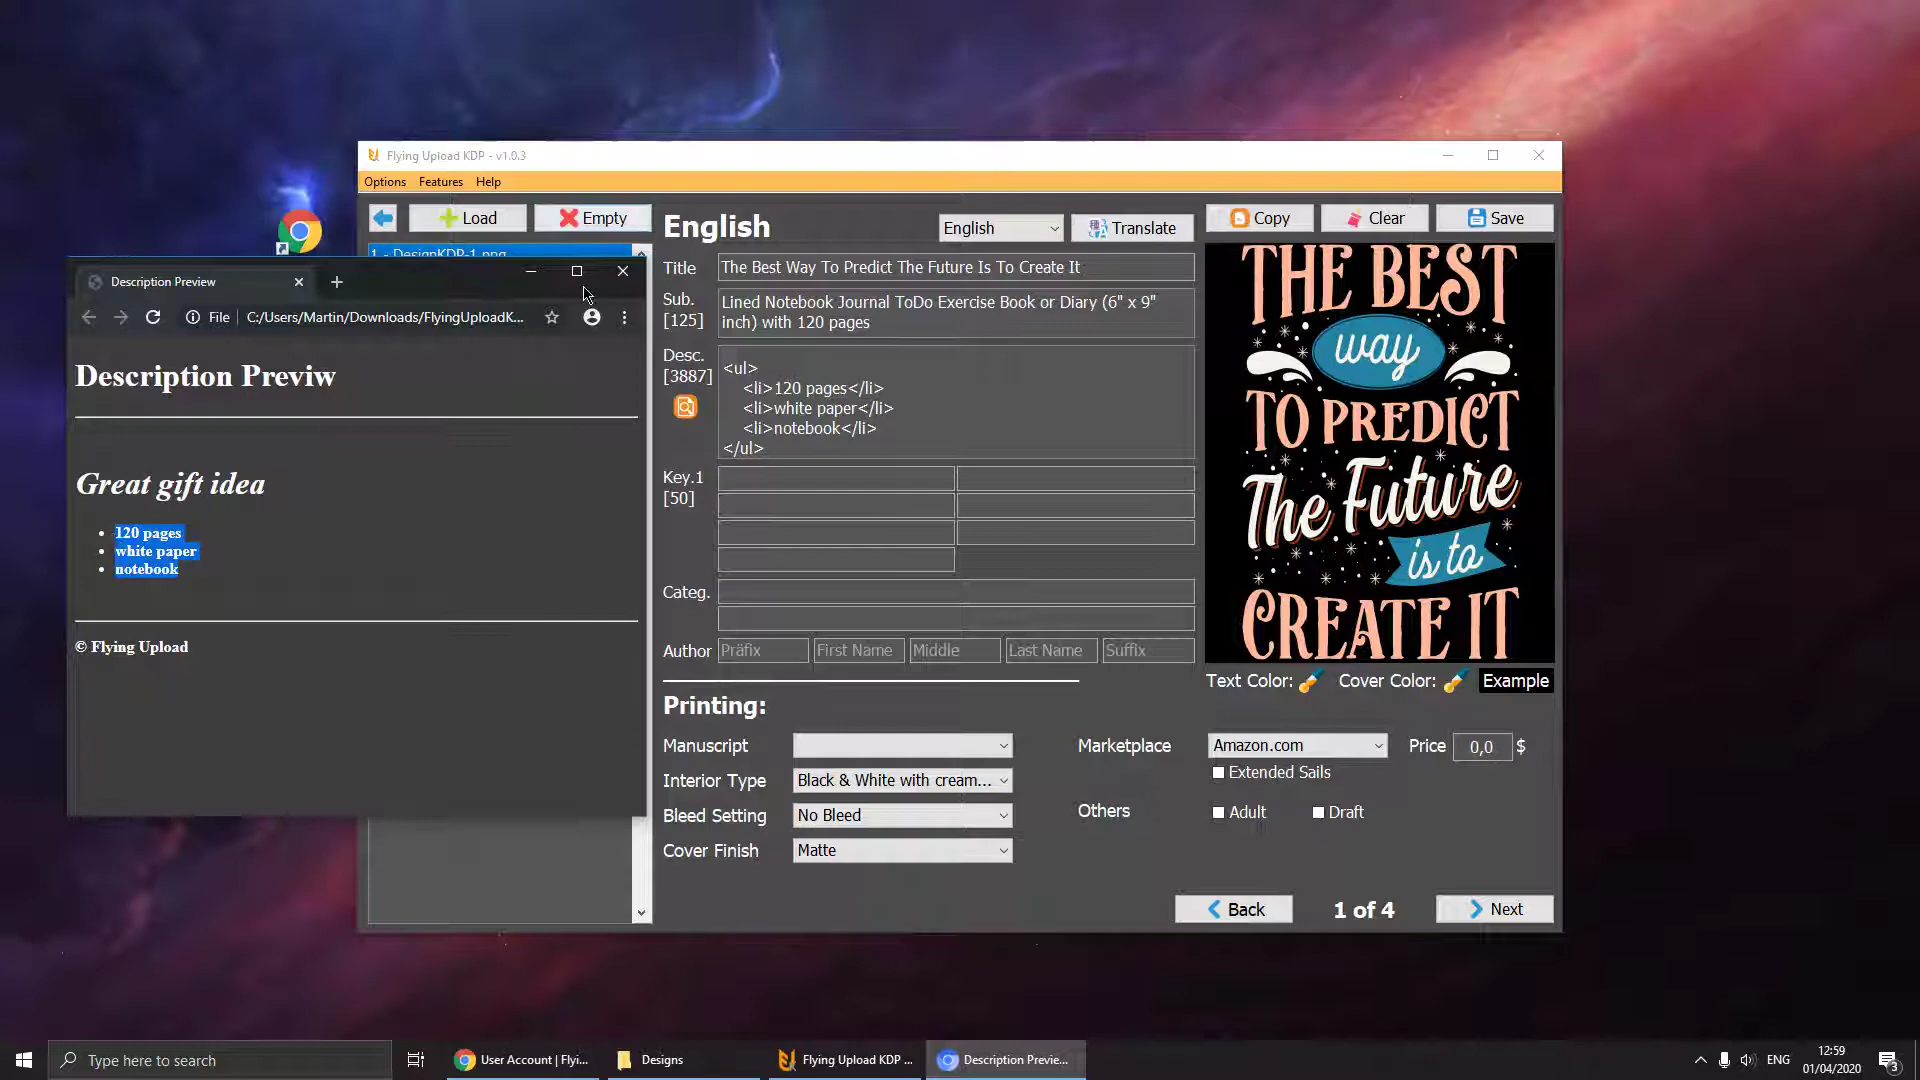 Flying Upload KDP - v1.0.3
Options Features Help
Load
Empty
English
English
Translate
Copy
Clear
Save
1 - DesignKDP-1.png
Title The Best Way To Predict The Future Is To Create It
Sub.
[125]
Lined Notebook Journal ToDo Exercise Book or Diary (6" x 9"
inch) with 120 pages
Desc.
[3887]
<ul>
<li>120 pages</li>
<li>white paper</li>
<li>notebook</li>
</ul>
Key.1
[50]
Categ.
Author Präfix First Name Middle Last Name Suffix
THE BEST
way
TO PREDICT
The Future
is to
CREATE IT
Text Color: Cover Color: Example
Printing:
Manuscript
Interior Type Black & White with cream...
Bleed Setting No Bleed
Cover Finish Matte
Marketplace Amazon.com Price 0,0 $
Extended Sails
Others Adult Draft
Back 1 of 4 Next
Description Preview
File C:/Users/Martin/Downloads/FlyingUploadK...
Description Previw
Great gift idea
120 pages
white paper
notebook
© Flying Upload
Type here to search
User Account | Flyi...
Designs
Flying Upload KDP ...
Description Previe...
ENG
12:59
01/04/2020
3